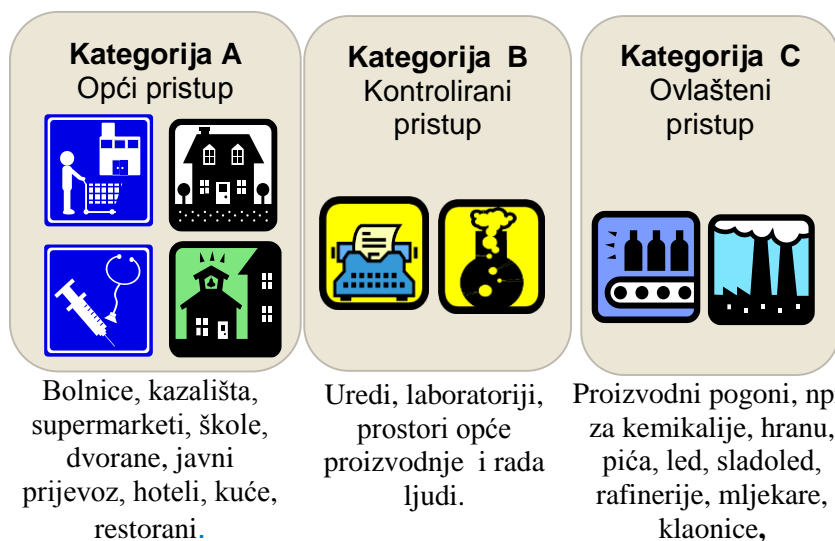 Kategorija A
Opći pristup
Bolnice, kazališta,
supermarketi, škole,
dvorane, javni
prijevoz, hoteli, kuće,
restorani.
Kategorija B
Kontrolirani
pristup
Uredi, laboratoriji,
prostori opće
proizvodnje i rada
ljudi.
Kategorija C
Ovlašteni
pristup
Proizvodni pogoni, npr
za kemikalije, hranu,
pića, led, sladoled,
rafinerije, mljekare,
klaonice,